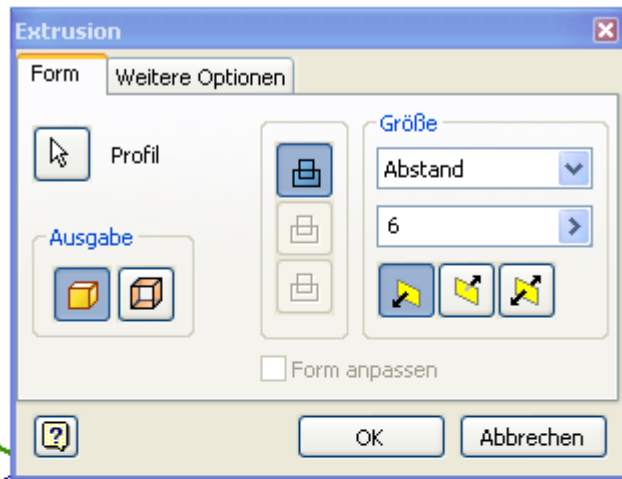 Extrusion
Form Weitere Optionen
Profil
Größe
Abstand
6
Ausgabe
Form anpassen
? OK Abbrechen